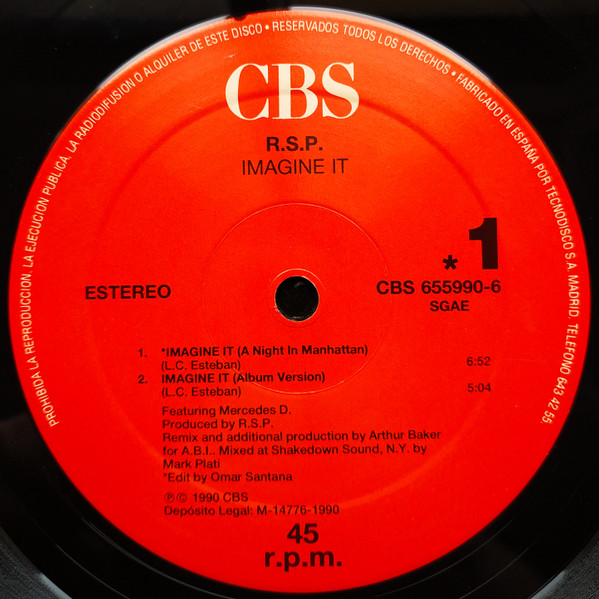 PROHIBIDA LA REPRODUCCION. LA EJECUCION PUBLICA. LA RADIODIFUSION O ALQUILER DE ESTE DISCO • RESERVADOS TODOS LOS DERECHOS • FABRICADO EN ESPAÑA POR TECNODISCO S.A. MADRID. TELEFONO 643 42 55.
CBS
R.S.P.
IMAGINE IT
* 1
ESTEREO
CBS 655990-6
SGAE
1. *IMAGINE IT (A Night In Manhattan)
(L.C. Esteban) 6:52
2. IMAGINE IT (Album Version)
(L.C. Esteban) 5:04
Featuring Mercedes D.
Produced by R.S.P.
Remix and additional production by Arthur Baker
for A.B.I.. Mixed at Shakedown Sound, N.Y. by
Mark Plati
*Edit by Omar Santana
℗© 1990 CBS
Depósito Legal: M-14776-1990
45
r.p.m.